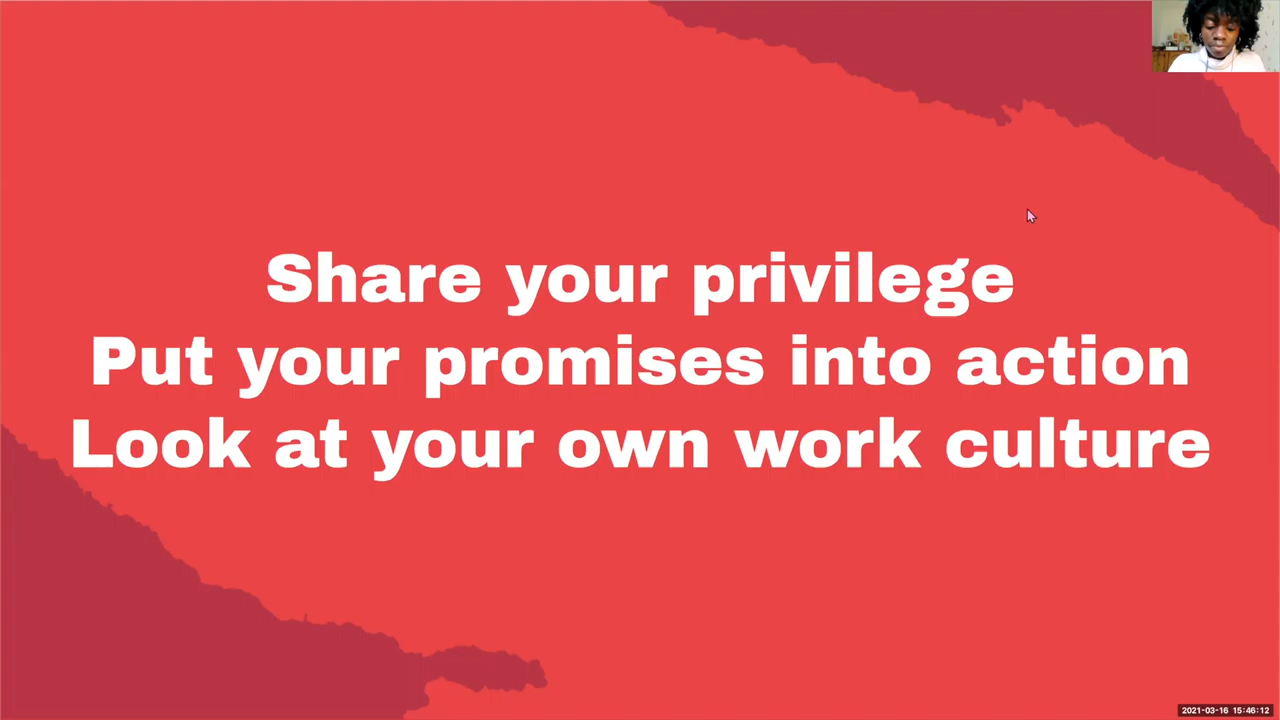 Share your privilege
Put your promises into action
Look at your own work culture
2021-03-16 15:46:12